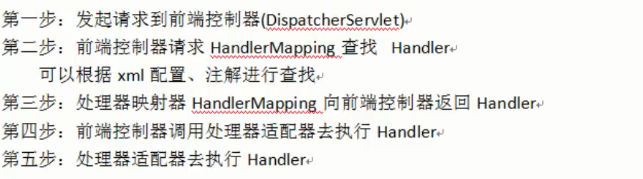 第一步：发起请求到前端控制器(DispatcherServlet)
第二步：前端控制器请求 HandlerMapping 查找 Handler
可以根据 xml 配置、注解进行查找
第三步：处理器映射器 HandlerMapping 向前端控制器返回 Handler
第四步：前端控制器调用处理器适配器去执行 Handler
第五步：处理器适配器去执行 Handler